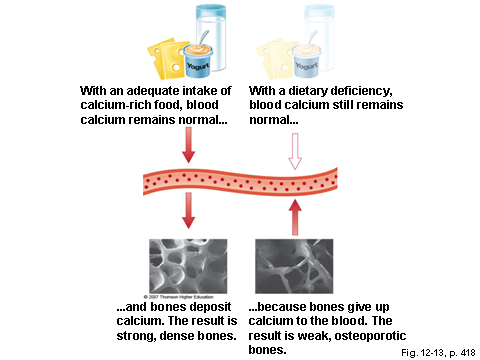 Yogurt
Yogurt
With an adequate intake of
calcium-rich food, blood
calcium remains normal...
With a dietary deficiency,
blood calcium still remains
normal...
© 2007 Thomson Higher Education
...and bones deposit
calcium. The result is
strong, dense bones.
...because bones give up
calcium to the blood. The
result is weak, osteoporotic
bones.
Fig. 12-13, p. 418